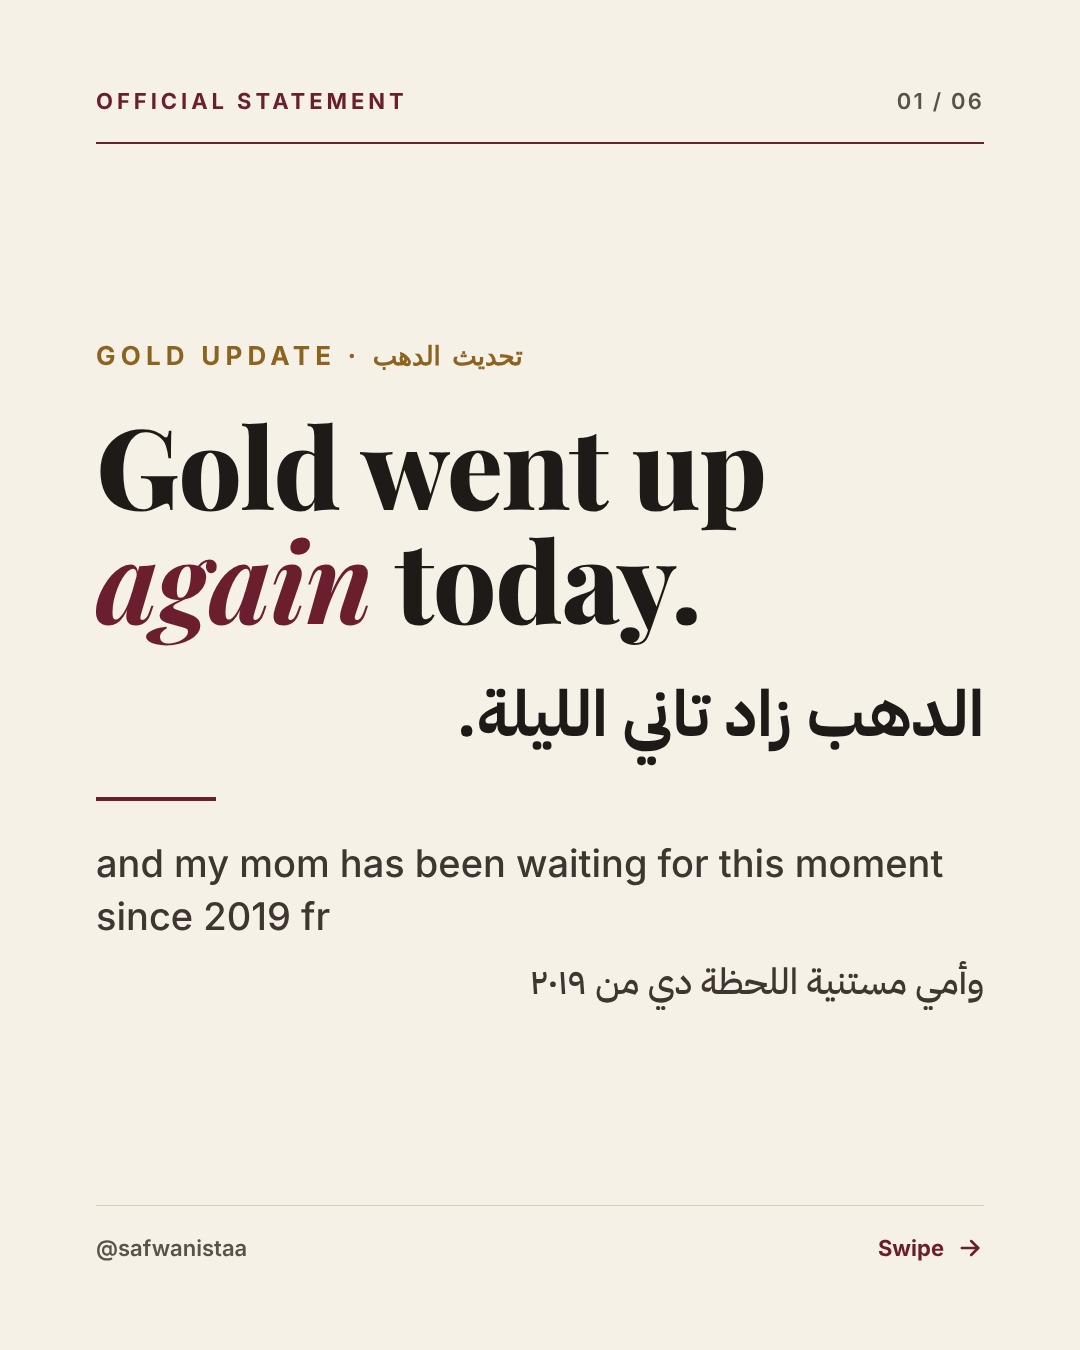 OFFICIAL STATEMENT
01 / 06
GOLD UPDATE · تحديث الدهب
Gold went up
again today.
الدهب زاد تاني الليلة.
and my mom has been waiting for this moment
since 2019 fr
وأمي مستنية اللحظة دي من ٢٠١٩
@safwanistaa
Swipe →